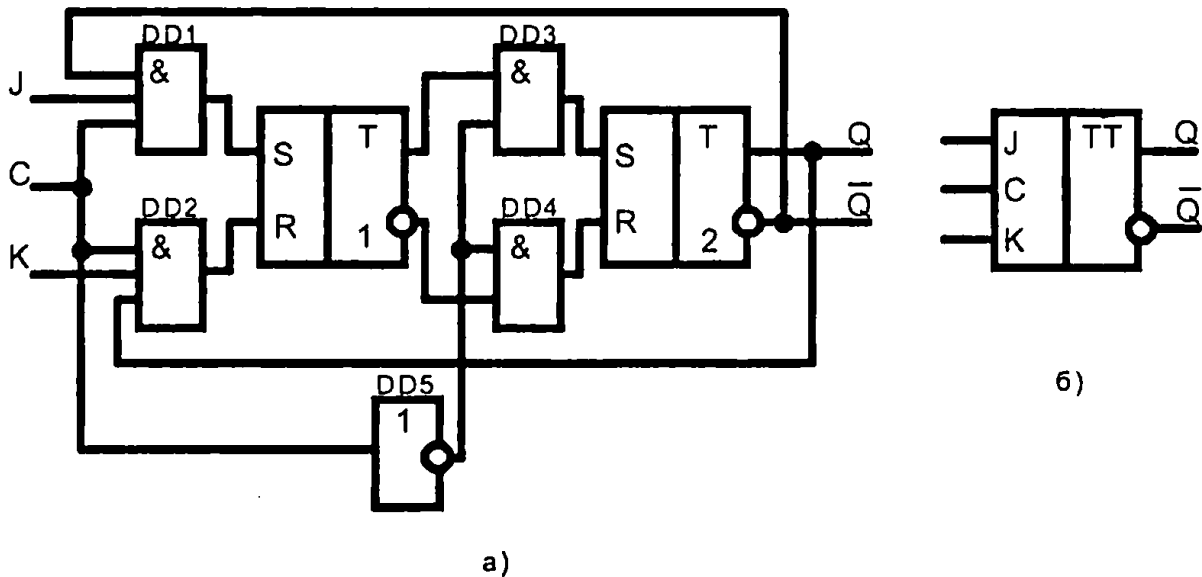 DD1
&
J
C
K
DD2
&
S
R
T
1
DD3
&
DD4
&
S
R
T
2
Q
Q̅
DD5
1
а)
J
C
K
TT
Q
Q̅
б)